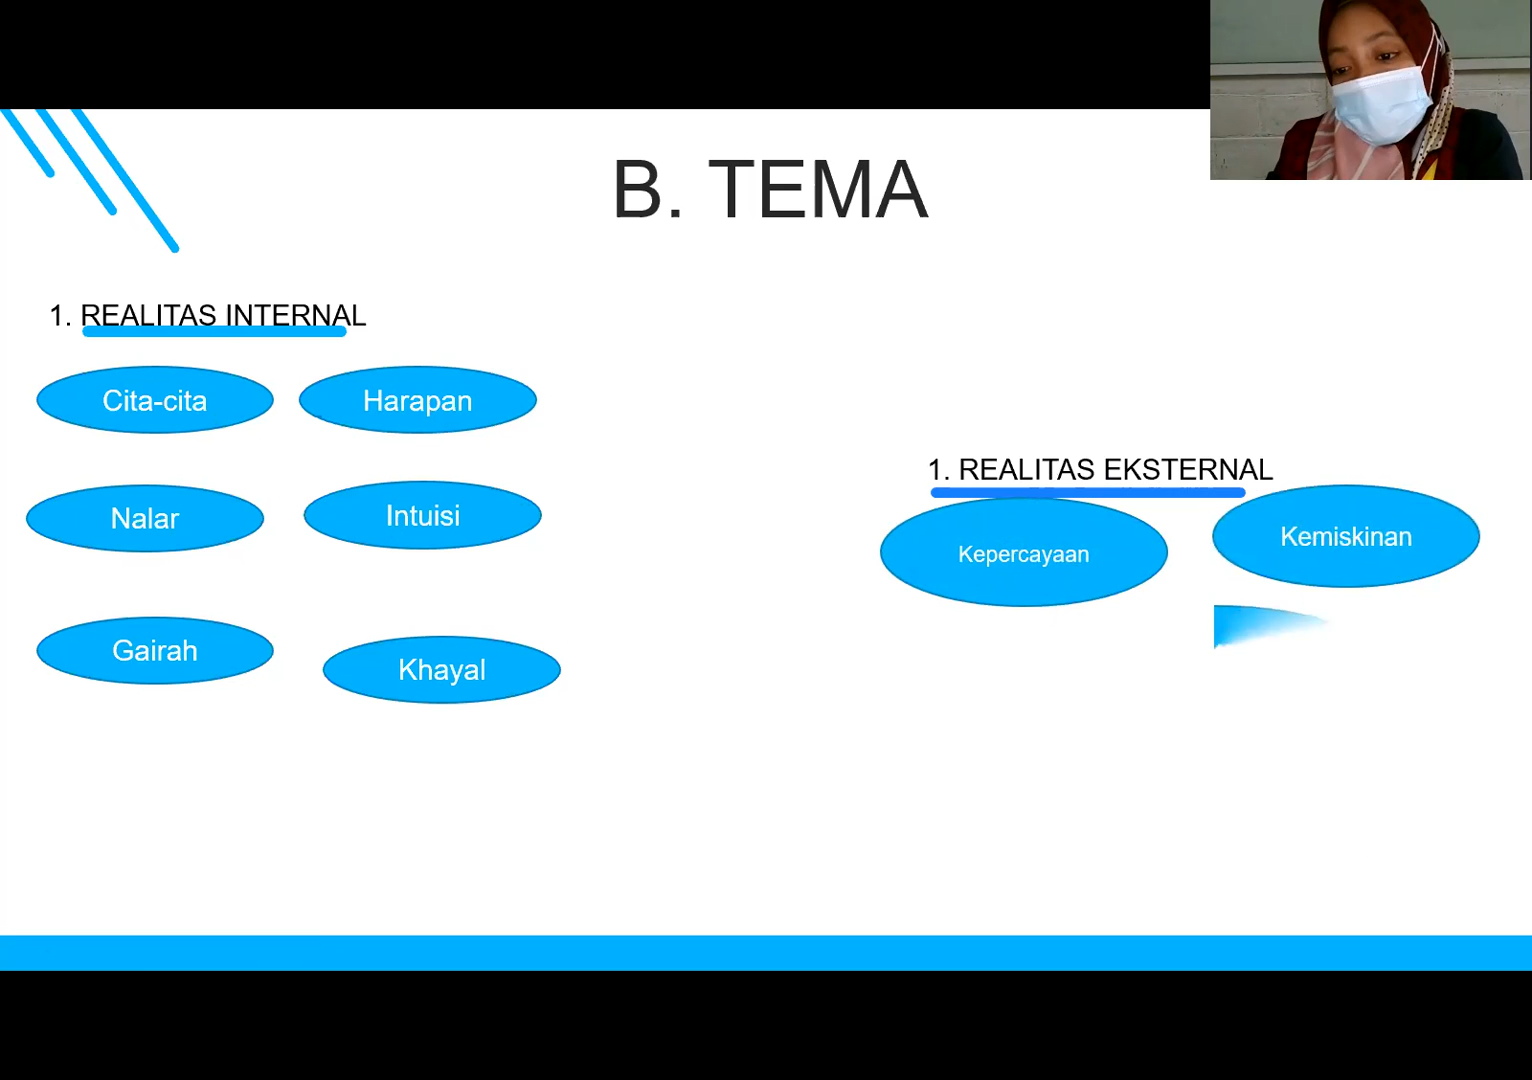 B. TEMA
1. REALITAS INTERNAL
Cita-cita
Harapan
Nalar
Intuisi
Gairah
Khayal
1. REALITAS EKSTERNAL
Kepercayaan
Kemiskinan